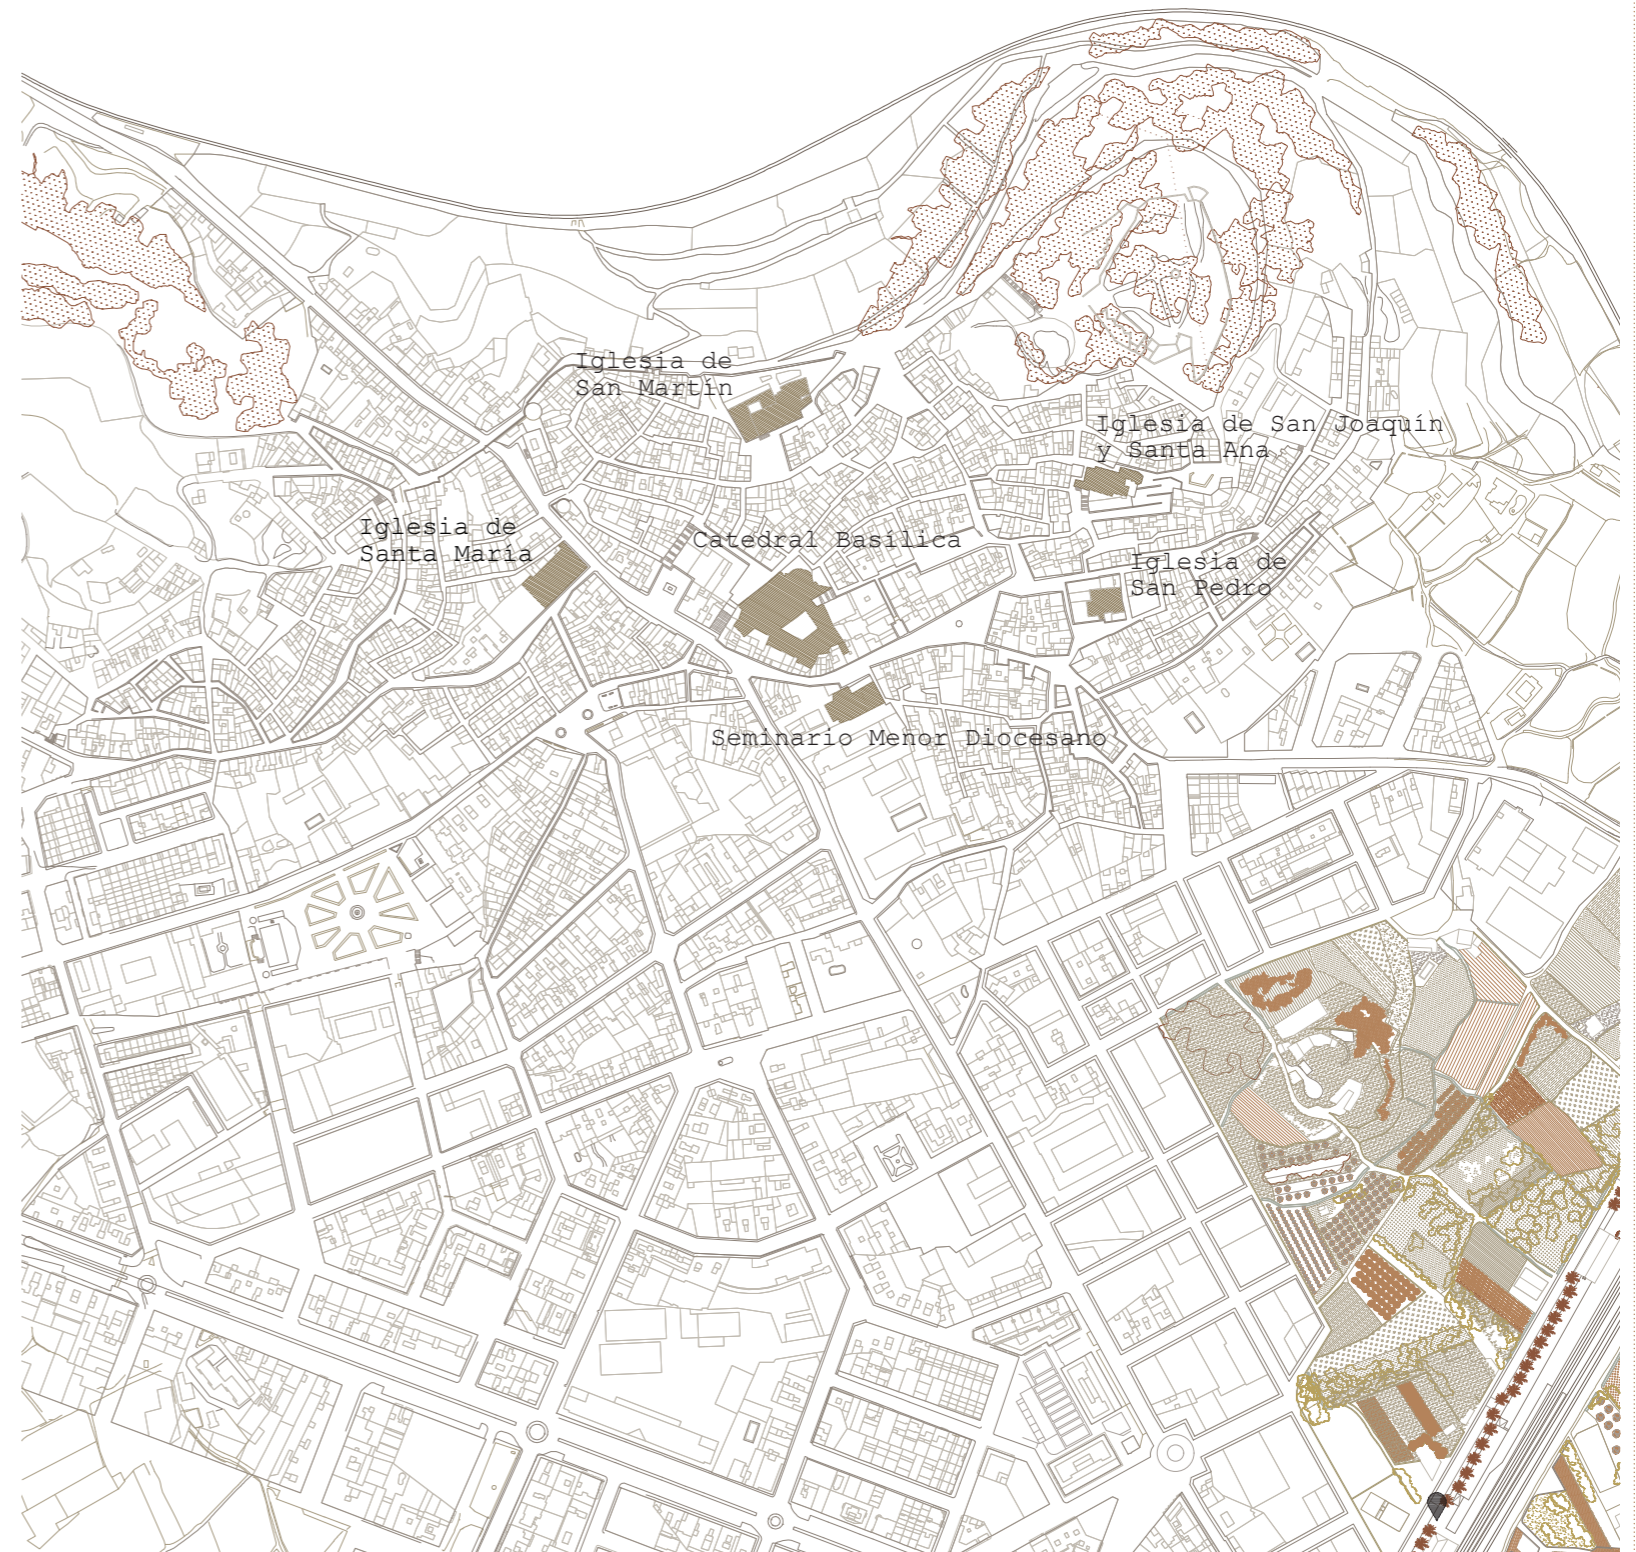 Iglesia de
San Martín
Iglesia de San Joaquín
y Santa Ana
Iglesia de
Santa María
Catedral Basílica
Iglesia de
San Pedro
Seminario Menor Diocesano